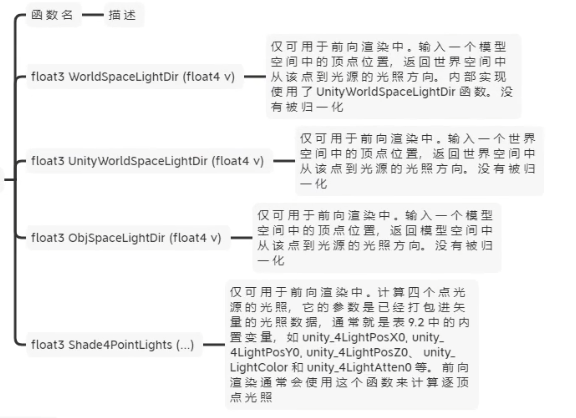 函数名
描述
float3 WorldSpaceLightDir (float4 v)
仅可用于前向渲染中。输入一个模型
空间中的顶点位置，返回世界空间中
从该点到光源的光照方向。内部实现
使用了 UnityWorldSpaceLightDir 函数。没
有被归一化
float3 UnityWorldSpaceLightDir (float4 v)
仅可用于前向渲染中。输入一个世界
空间中的顶点位置，返回世界空间中
从该点到光源的光照方向。没有被归
一化
float3 ObjSpaceLightDir (float4 v)
仅可用于前向渲染中。输入一个模型
空间中的顶点位置，返回模型空间中
从该点到光源的光照方向。没有被归
一化
float3 Shade4PointLights (...)
仅可用于前向渲染中。计算四个点光
源的光照，它的参数是已经打包进矢
量的光照数据，通常就是表 9.2 中的内
置变量，如 unity_4LightPosX0, unity_
4LightPosY0, unity_4LightPosZ0、 unity_
LightColor 和 unity_4LightAtten0 等。前向
渲染通常会使用这个函数来计算逐顶
点光照